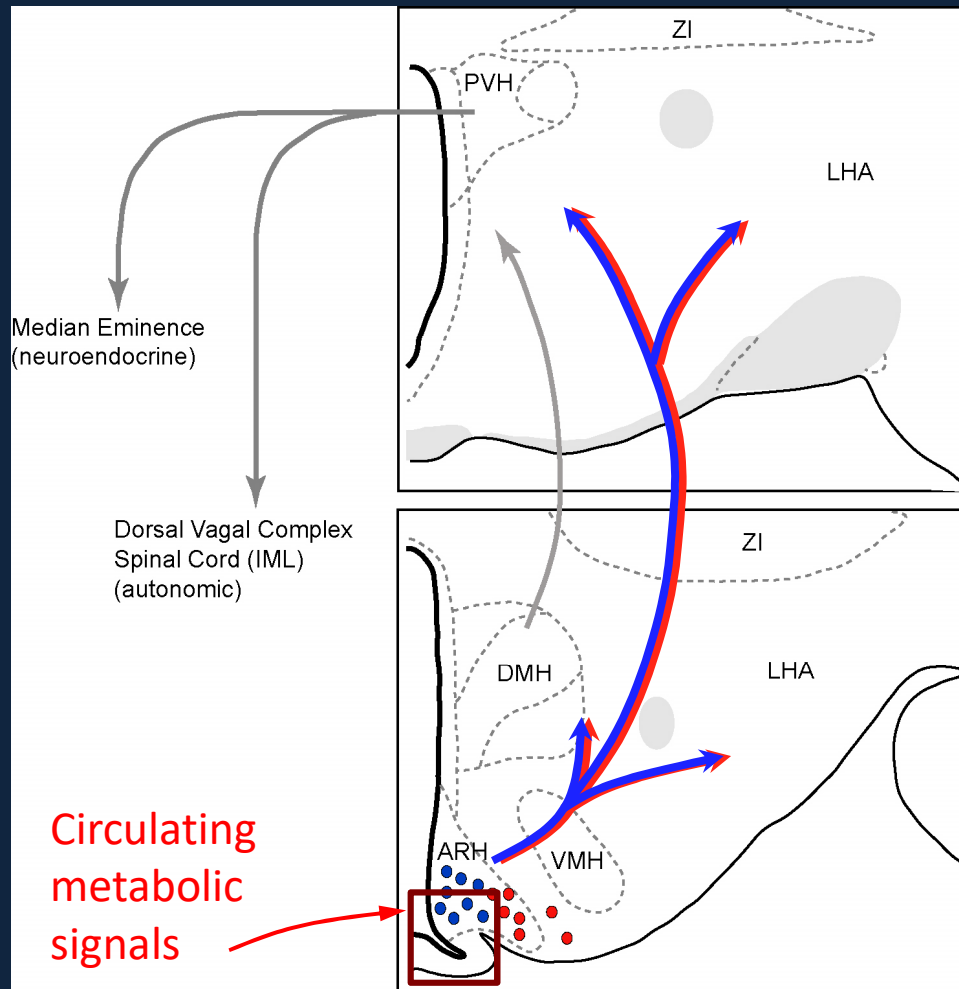 ZI
PVH
LHA
Median Eminence
(neuroendocrine)
Dorsal Vagal Complex
Spinal Cord (IML)
(autonomic)
ZI
DMH
LHA
Circulating
metabolic
signals
ARH
VMH